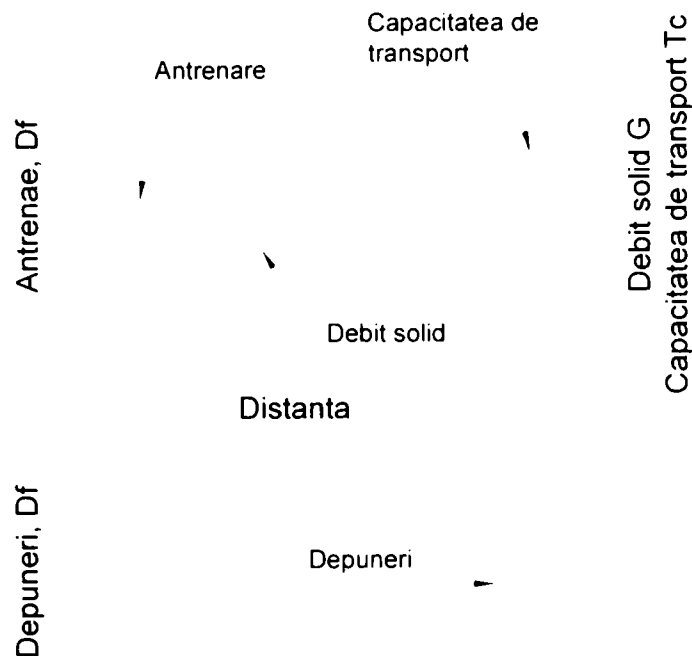 Capacitatea de
transport
Antrenare
Antrenae, Df
Debit solid G
Capacitatea de transport Tc
Debit solid
Distanta
Depuneri, Df
Depuneri